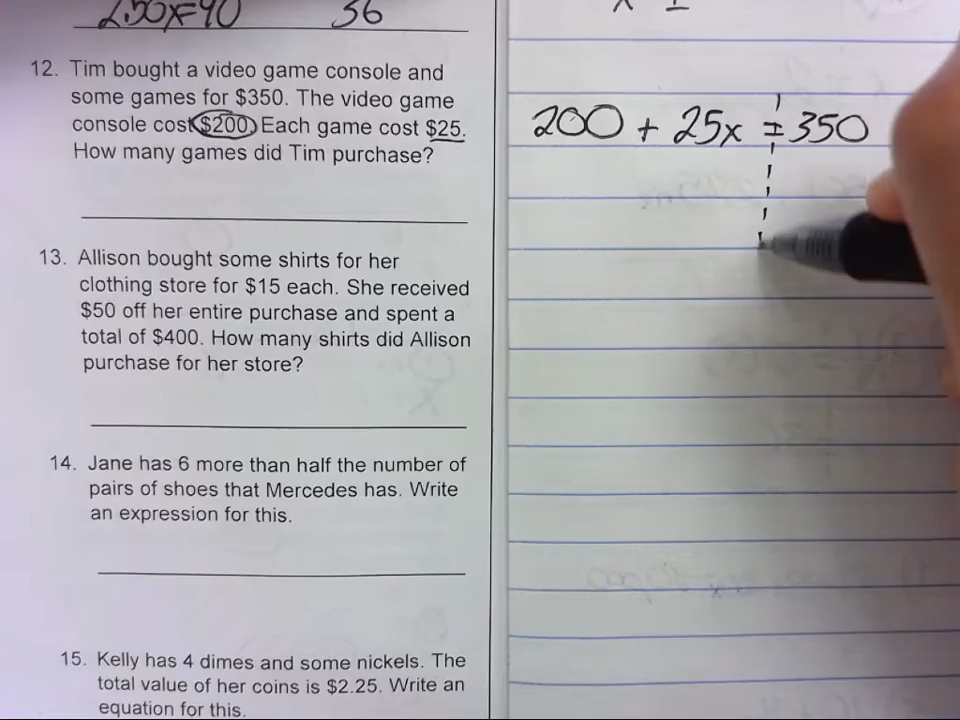 2.50x=90 36
12. Tim bought a video game console and
some games for $350. The video game
console cost $200. Each game cost $25.
How many games did Tim purchase?
200 + 25x = 350
13. Allison bought some shirts for her
clothing store for $15 each. She received
$50 off her entire purchase and spent a
total of $400. How many shirts did Allison
purchase for her store?
14. Jane has 6 more than half the number of
pairs of shoes that Mercedes has. Write
an expression for this.
15. Kelly has 4 dimes and some nickels. The
total value of her coins is $2.25. Write an
equation for this.